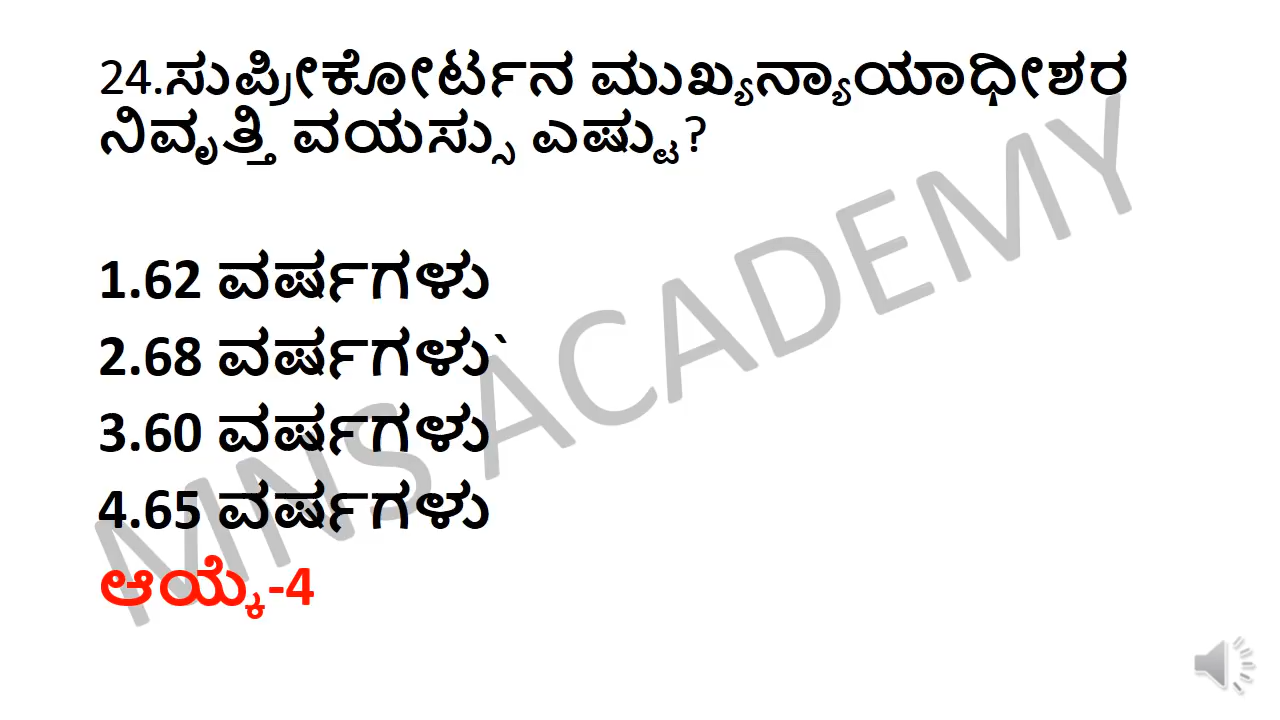 24.ಸುಪ್ರೀಕೋರ್ಟನ ಮುಖ್ಯನ್ಯಾಯಾಧೀಶರ
ನಿವೃತ್ತಿ ವಯಸ್ಸು ಎಷ್ಟು?
1.62 ವರ್ಷಗಳು
2.68 ವರ್ಷಗಳು`
3.60 ವರ್ಷಗಳು
4.65 ವರ್ಷಗಳು
ಆಯ್ಕೆ-4
MNS ACADEMY